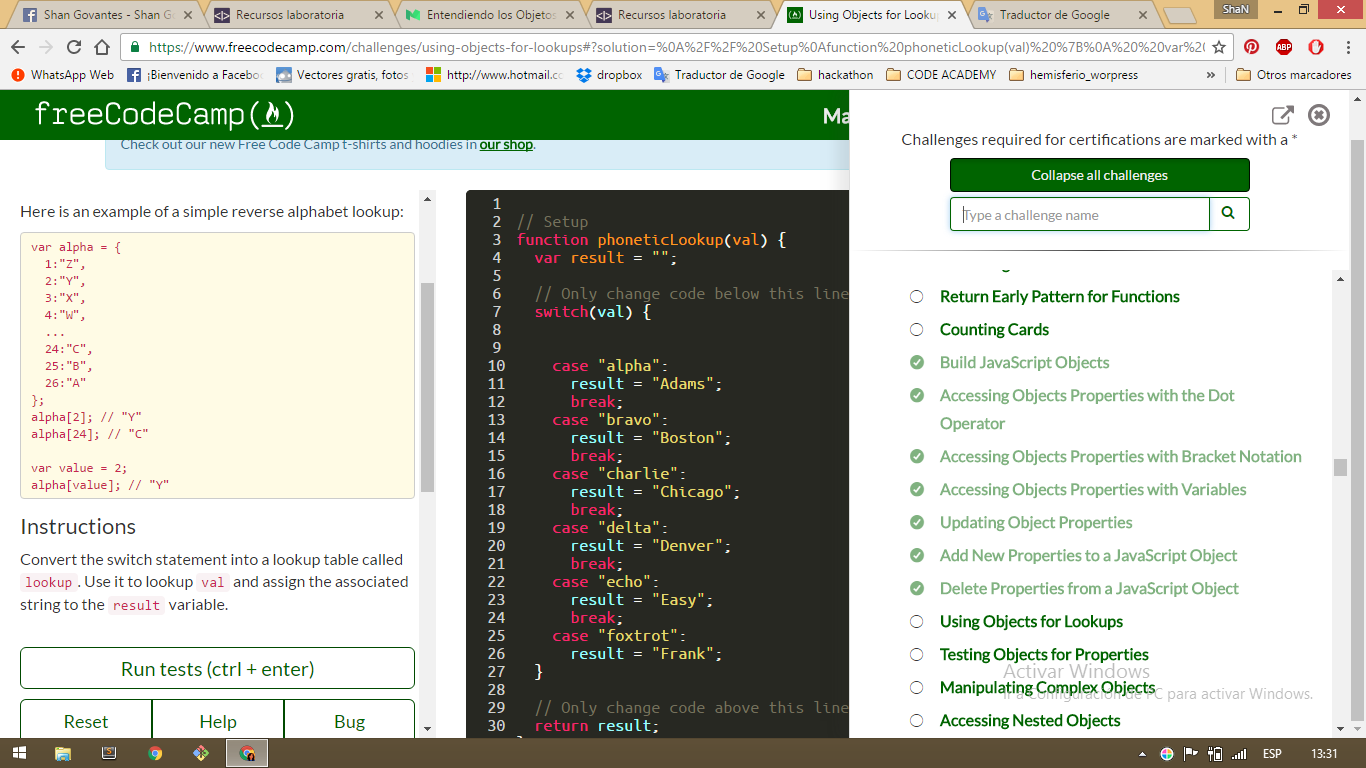 Shan Govantes - Shan G
Recursos laboratoria
Entendiendo los Objetos
Recursos laboratoria
Using Objects for Looku
Traductor de Google
ShaN
https://www.freecodecamp.com/challenges/using-objects-for-lookups#?solution=%0A%2F%2F%20Setup%0Afunction%20phoneticLookup(val)%20%7B%0A%20%20var%20
WhatsApp Web
¡Bienvenido a Facebo
Vectores gratis, fotos
http://www.hotmail.cc
dropbox
Traductor de Google
hackathon
CODE ACADEMY
hemisferio_worpress
»
Otros marcadores
freeCodeCamp
Ma
Check out our new Free Code Camp t-shirts and hoodies in our shop.
Here is an example of a simple reverse alphabet lookup:
var alpha = {
1:"Z",
2:"Y",
3:"X",
4:"W",
...
24:"C",
25:"B",
26:"A"
};
alpha[2]; // "Y"
alpha[24]; // "C"
var value = 2;
alpha[value]; // "Y"
Instructions
Convert the switch statement into a lookup table called
lookup . Use it to lookup val and assign the associated
string to the result variable.
Run tests (ctrl + enter)
Reset
Help
Bug
1
2 // Setup
3 function phoneticLookup(val) {
4 var result = "";
5
6 // Only change code below this line
7 switch(val) {
8
9
10 case "alpha":
11 result = "Adams";
12 break;
13 case "bravo":
14 result = "Boston";
15 break;
16 case "charlie":
17 result = "Chicago";
18 break;
19 case "delta":
20 result = "Denver";
21 break;
22 case "echo":
23 result = "Easy";
24 break;
25 case "foxtrot":
26 result = "Frank";
27 }
28
29 // Only change code above this line
30 return result;
Challenges required for certifications are marked with a *
Collapse all challenges
Type a challenge name
Return Early Pattern for Functions
Counting Cards
Build JavaScript Objects
Accessing Objects Properties with the Dot
Operator
Accessing Objects Properties with Bracket Notation
Accessing Objects Properties with Variables
Updating Object Properties
Add New Properties to a JavaScript Object
Delete Properties from a JavaScript Object
Using Objects for Lookups
Testing Objects for Properties
Activar Windows
Manipulating Complex Objects
Ir a Configuración de PC para activar Windows.
Accessing Nested Objects
ESP
13:31